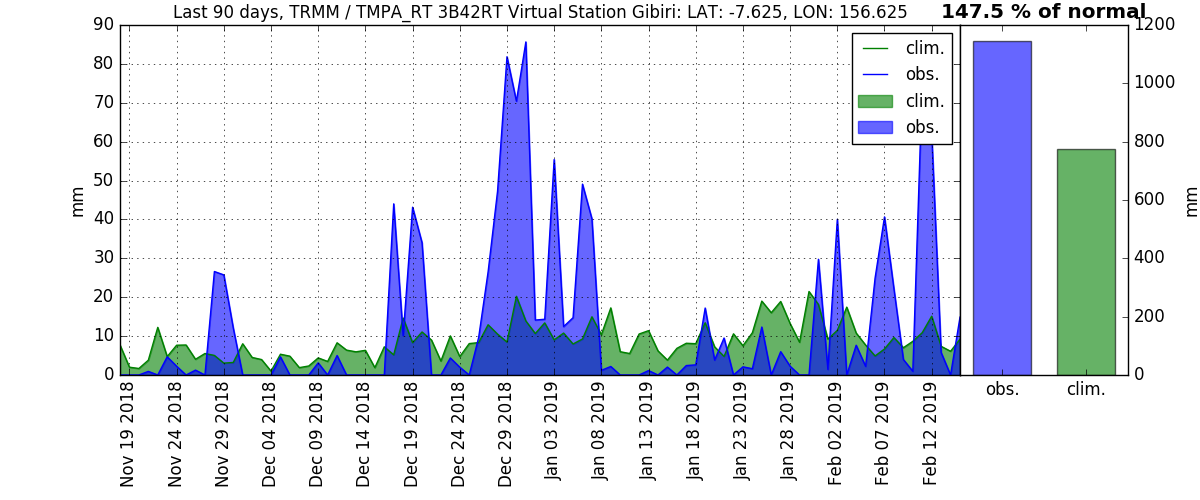 Last 90 days, TRMM / TMPA_RT 3B42RT Virtual Station Gibiri: LAT: -7.625, LON: 156.625
147.5 % of normal
90
80
70
60
50
40
30
20
10
0
mm
clim.
obs.
clim.
obs.
1200
1000
800
600
400
200
0
mm
Nov 19 2018
Nov 24 2018
Nov 29 2018
Dec 04 2018
Dec 09 2018
Dec 14 2018
Dec 19 2018
Dec 24 2018
Dec 29 2018
Jan 03 2019
Jan 08 2019
Jan 13 2019
Jan 18 2019
Jan 23 2019
Jan 28 2019
Feb 02 2019
Feb 07 2019
Feb 12 2019
obs.
clim.